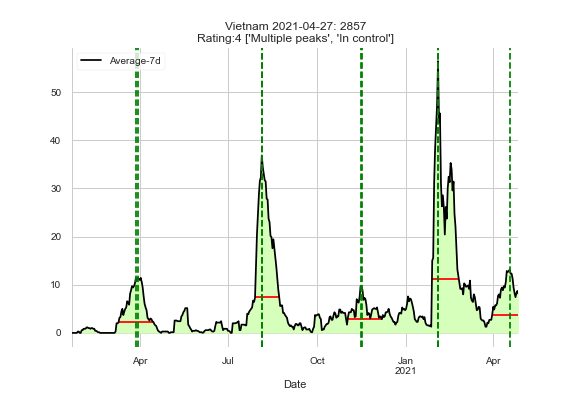 Vietnam 2021-04-27: 2857
Rating:4 ['Multiple peaks', 'In control']
Average-7d
50
40
30
20
10
0
Apr
Jul
Oct
Jan
2021
Apr
Date